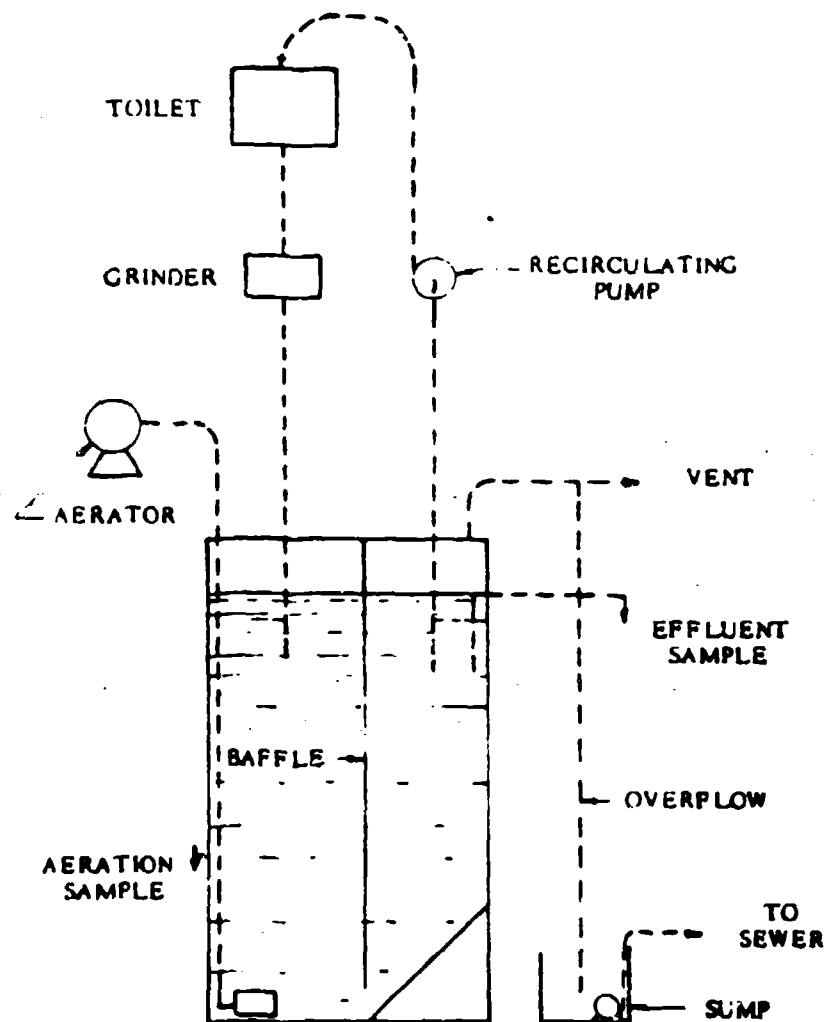 TOILET
GRINDER
RECIRCULATING
PUMP
AERATOR
VENT
EFFLUENT
SAMPLE
BAFFLE
OVERFLOW
AERATION
SAMPLE
TO
SEWER
SUMP